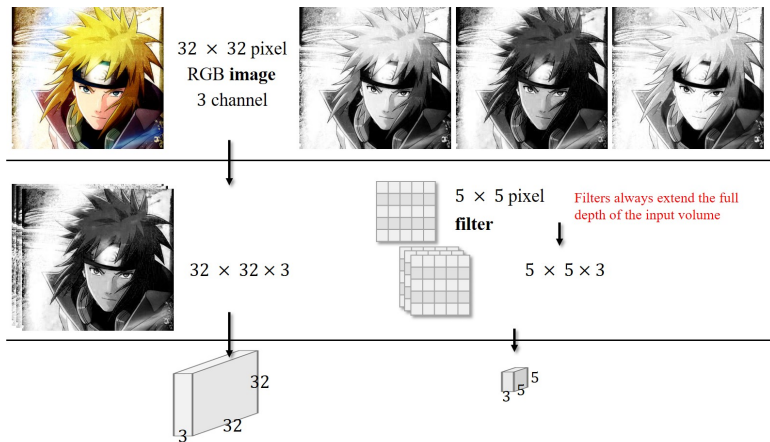 32 × 32 pixel
RGB image
3 channel
5 × 5 pixel
filter
Filters always extend the full
depth of the input volume
32 × 32 × 3
5 × 5 × 3
32
32
3
5
5
3